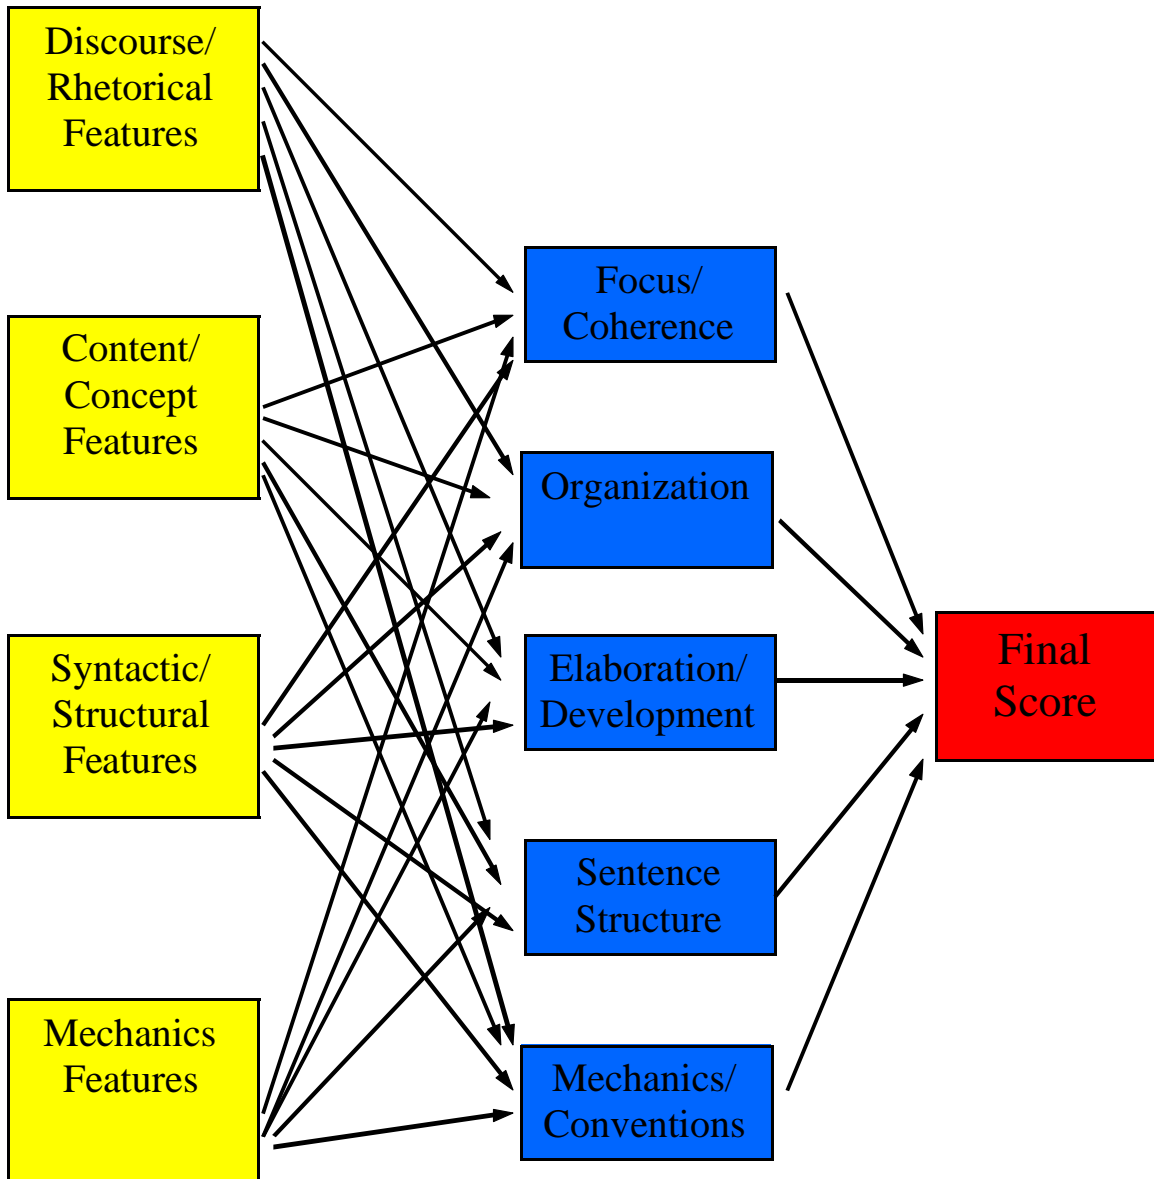 Discourse/
Rhetorical
Features
Content/
Concept
Features
Syntactic/
Structural
Features
Mechanics
Features
Focus/
Coherence
Organization
Elaboration/
Development
Sentence
Structure
Mechanics/
Conventions
Final
Score